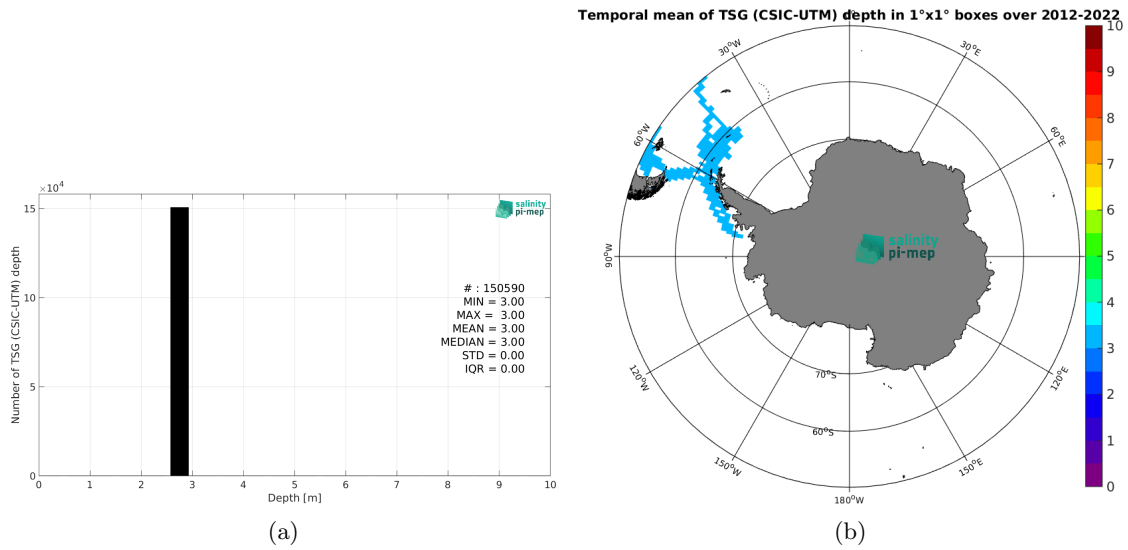 ×10⁴
15
10
5
0
Number of TSG (CSIC-UTM) depth
0 1 2 3 4 5 6 7 8 9 10
Depth [m]
salinity
pi-mep
# : 150590
MIN = 3.00
MAX = 3.00
MEAN = 3.00
MEDIAN = 3.00
STD = 0.00
IQR = 0.00
(a)
Temporal mean of TSG (CSIC-UTM) depth in 1°x1° boxes over 2012-2022
30°W
30°E
60°W
60°E
90°W
120°W
120°E
150°W
150°E
180°W
70°S
60°S
salinity
pi-mep
10
9
8
7
6
5
4
3
2
1
0
(b)